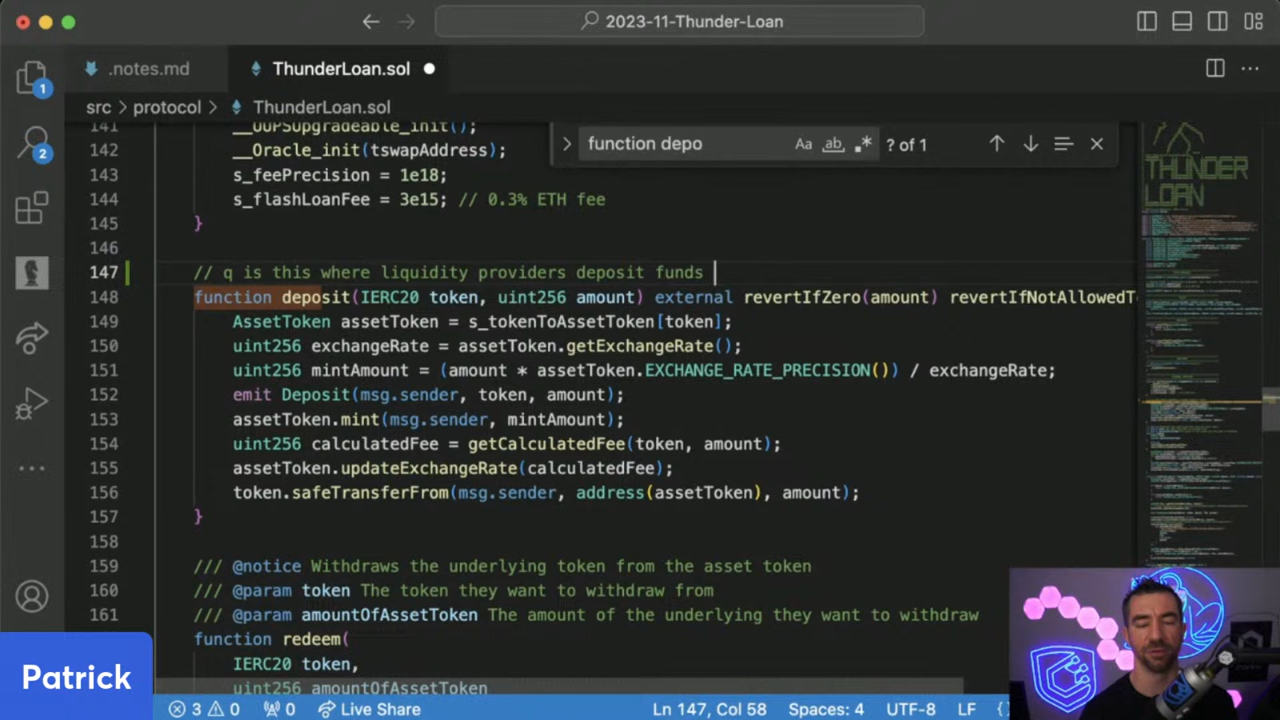 2023-11-Thunder-Loan
.notes.md
ThunderLoan.sol
src > protocol > ThunderLoan.sol
function depo
Aa ab .* ? of 1
141 __UUPSUpgradeable_init();
142 __Oracle_init(tswapAddress);
143 s_feePrecision = 1e18;
144 s_flashLoanFee = 3e15; // 0.3% ETH fee
145 }
146
147 // q is this where liquidity providers deposit funds
148 function deposit(IERC20 token, uint256 amount) external revertIfZero(amount) revertIfNotAllowedT
149 AssetToken assetToken = s_tokenToAssetToken[token];
150 uint256 exchangeRate = assetToken.getExchangeRate();
151 uint256 mintAmount = (amount * assetToken.EXCHANGE_RATE_PRECISION()) / exchangeRate;
152 emit Deposit(msg.sender, token, amount);
153 assetToken.mint(msg.sender, mintAmount);
154 uint256 calculatedFee = getCalculatedFee(token, amount);
155 assetToken.updateExchangeRate(calculatedFee);
156 token.safeTransferFrom(msg.sender, address(assetToken), amount);
157 }
158
159 /// @notice Withdraws the underlying token from the asset token
160 /// @param token The token they want to withdraw from
161 /// @param amountOfAssetToken The amount of the underlying they want to withdraw
function redeem(
IERC20 token,
uint256 amountOfAssetToken
1
2
THUNDER
LOAN
Patrick
3 0 0 Live Share Ln 147, Col 58 Spaces: 4 UTF-8 LF {}